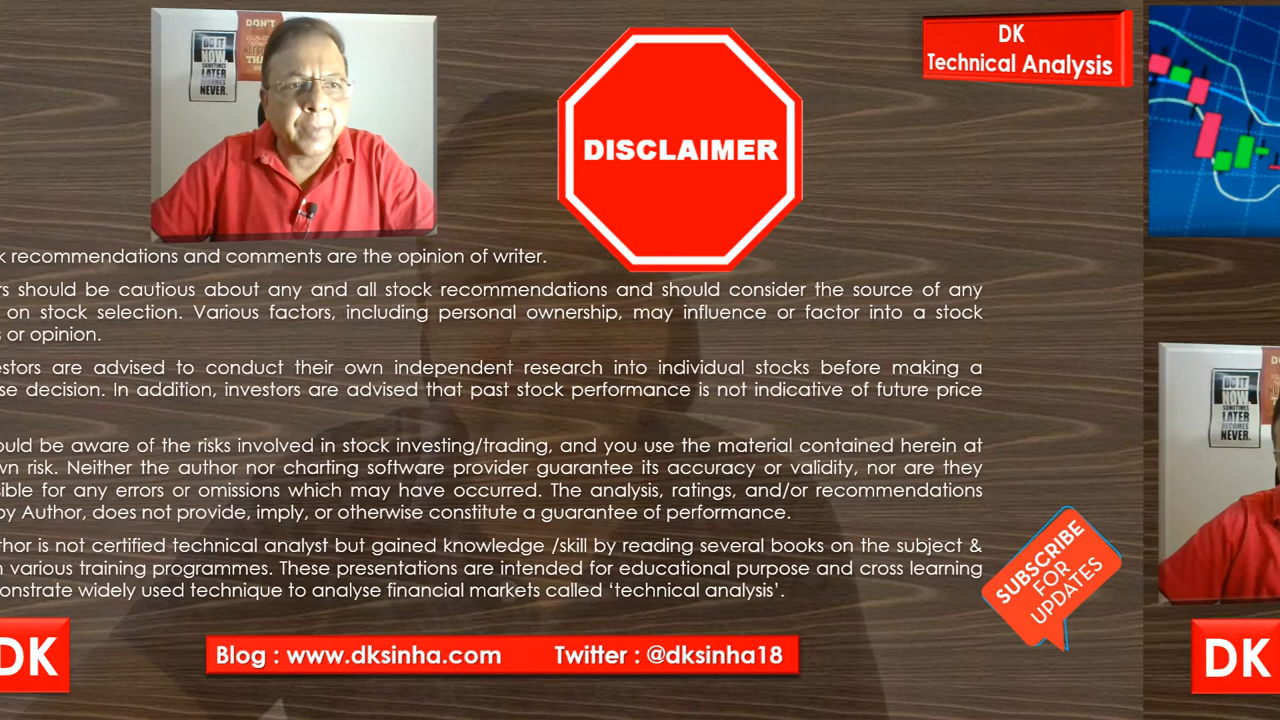 DO IT
NOW.
SOMETIMES
LATER
BECOMES
NEVER.
DON'T
DISCLAIMER
DK
Technical Analysis
recommendations and comments are the opinion of writer.
should be cautious about any and all stock recommendations and should consider the source of any
on stock selection. Various factors, including personal ownership, may influence or factor into a stock
or opinion.
are advised to conduct their own independent research into individual stocks before making a
decision. In addition, investors are advised that past stock performance is not indicative of future price
be aware of the risks involved in stock investing/trading, and you use the material contained herein at
risk. Neither the author nor charting software provider guarantee its accuracy or validity, nor are they
for any errors or omissions which may have occurred. The analysis, ratings, and/or recommendations
by Author, does not provide, imply, or otherwise constitute a guarantee of performance.
is not certified technical analyst but gained knowledge /skill by reading several books on the subject &
various training programmes. These presentations are intended for educational purpose and cross learning
widely used technique to analyse financial markets called ‘technical analysis’.
SUBSCRIBE
FOR
UPDATES
DK
Blog : www.dksinha.com Twitter : @dksinha18
DO IT
NOW.
SOMETIMES
LATER
BECOMES
NEVER.
DK